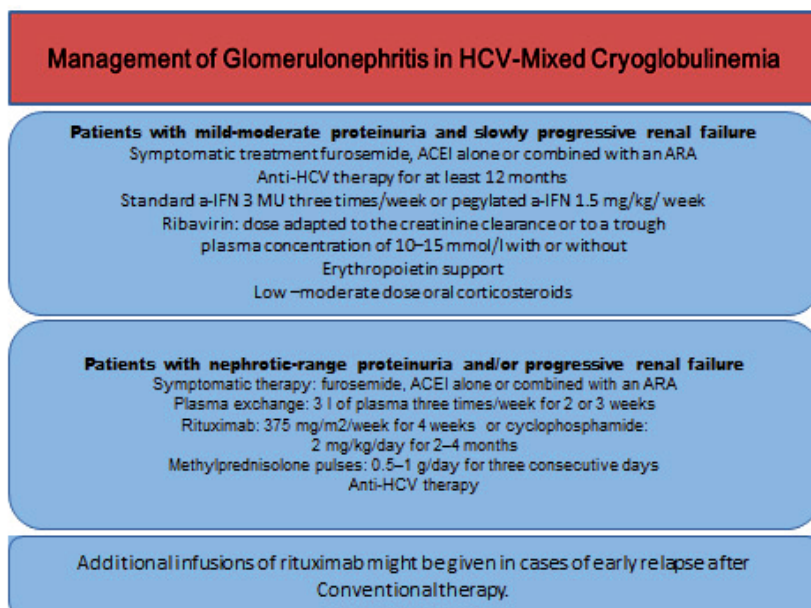 Management of Glomerulonephritis in HCV-Mixed Cryoglobulinemia
Patients with mild-moderate proteinuria and slowly progressive renal failure
Symptomatic treatment furosemide, ACEI alone or combined with an ARA
Anti-HCV therapy for at least 12 months
Standard a-IFN 3 MU three times/week or pegylated a-IFN 1.5 mg/kg/ week
Ribavirin: dose adapted to the creatinine clearance or to a trough
plasma concentration of 10–15 mmol/l with or without
Erythropoietin support
Low –moderate dose oral corticosteroids
Patients with nephrotic-range proteinuria and/or progressive renal failure
Symptomatic therapy: furosemide, ACEI alone or combined with an ARA
Plasma exchange: 3 l of plasma three times/week for 2 or 3 weeks
Rituximab: 375 mg/m2/week for 4 weeks or cyclophosphamide:
2 mg/kg/day for 2–4 months
Methylprednisolone pulses: 0.5–1 g/day for three consecutive days
Anti-HCV therapy
Additional infusions of rituximab might be given in cases of early relapse after
Conventional therapy.